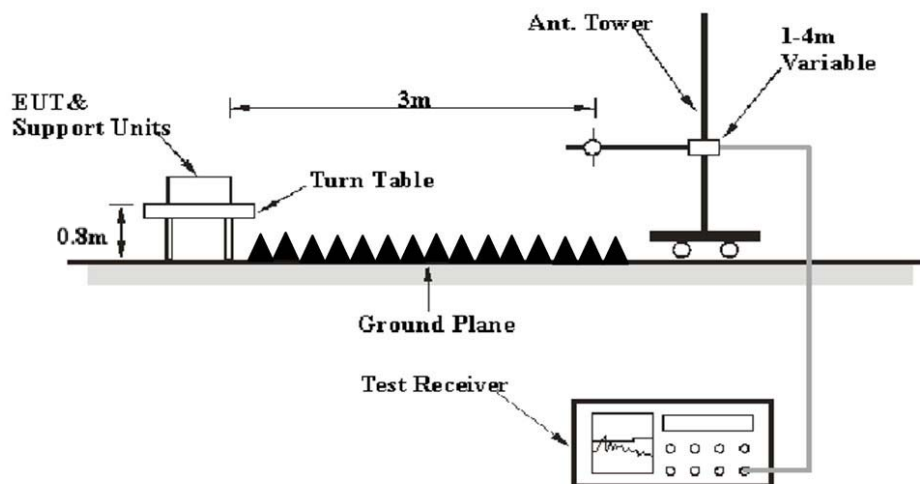 Ant. Tower
1-4m
Variable
3m
EUT&
Support Units
Turn Table
0.8m
Ground Plane
Test Receiver